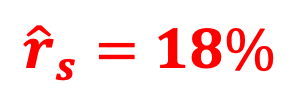 r̂ₛ = 18%